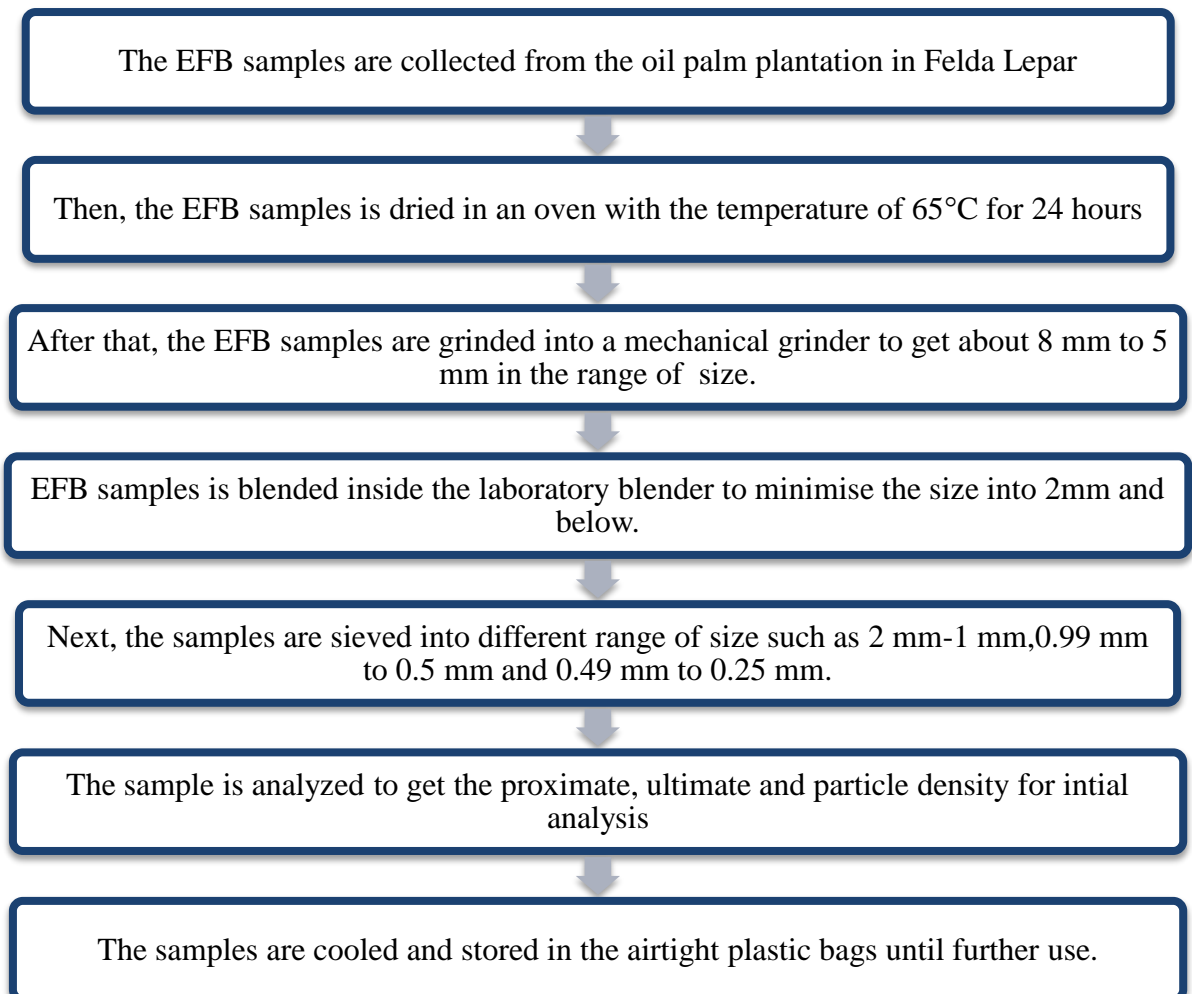 The EFB samples are collected from the oil palm plantation in Felda Lepar
Then, the EFB samples is dried in an oven with the temperature of 65°C for 24 hours
After that, the EFB samples are grinded into a mechanical grinder to get about 8 mm to 5
mm in the range of size.
EFB samples is blended inside the laboratory blender to minimise the size into 2mm and
below.
Next, the samples are sieved into different range of size such as 2 mm-1 mm,0.99 mm
to 0.5 mm and 0.49 mm to 0.25 mm.
The sample is analyzed to get the proximate, ultimate and particle density for intial
analysis
The samples are cooled and stored in the airtight plastic bags until further use.